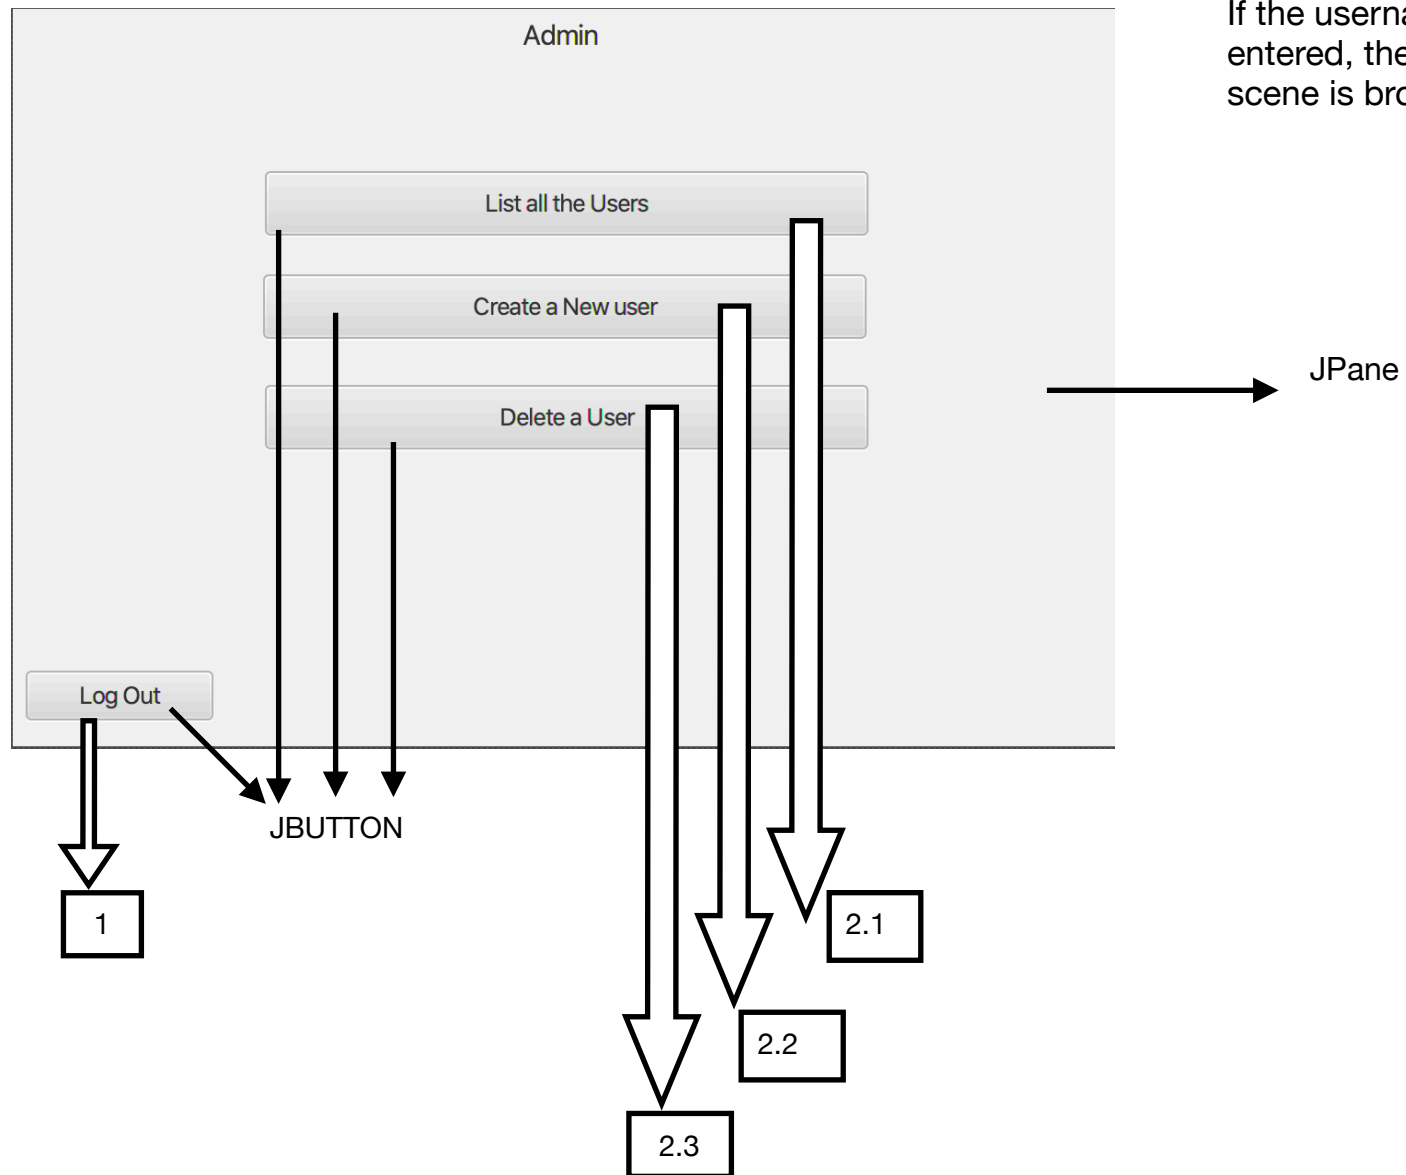 Admin
If the userna
entered, the
scene is bro
List all the Users
Create a New user
JPane
Delete a User
Log Out
JBUTTON
1
2.1
2.2
2.3